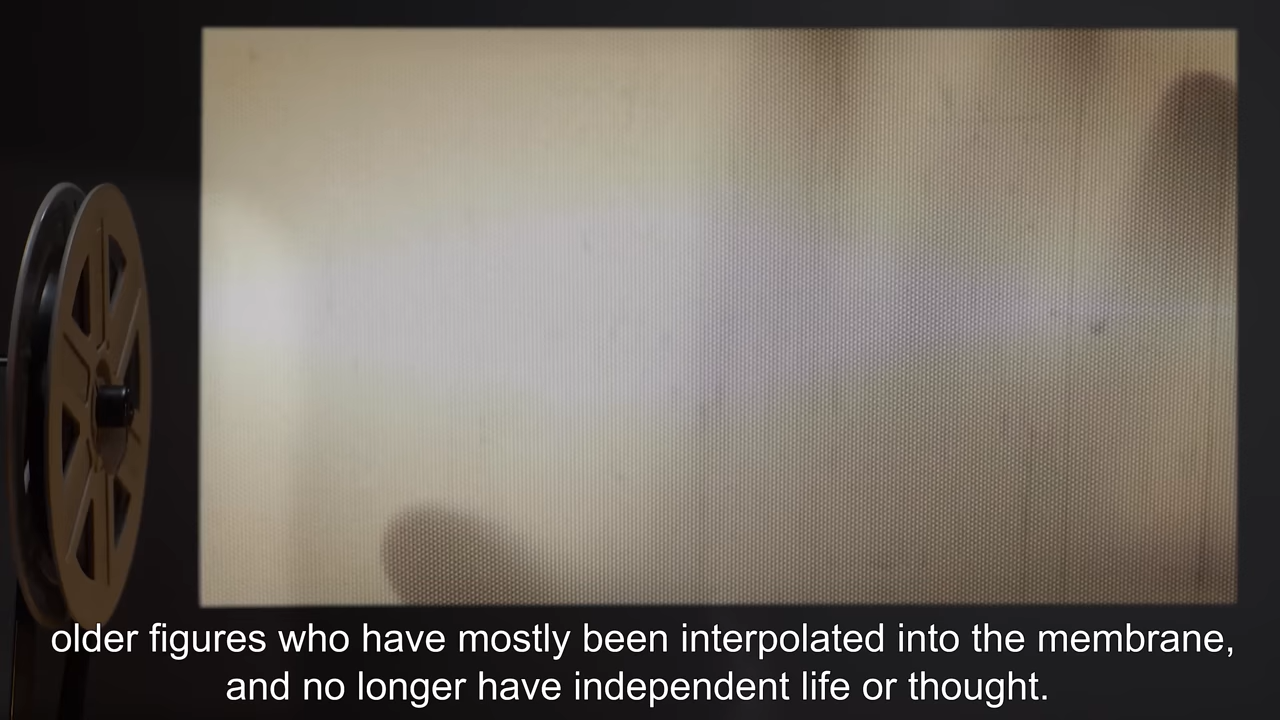 older figures who have mostly been interpolated into the membrane,
and no longer have independent life or thought.